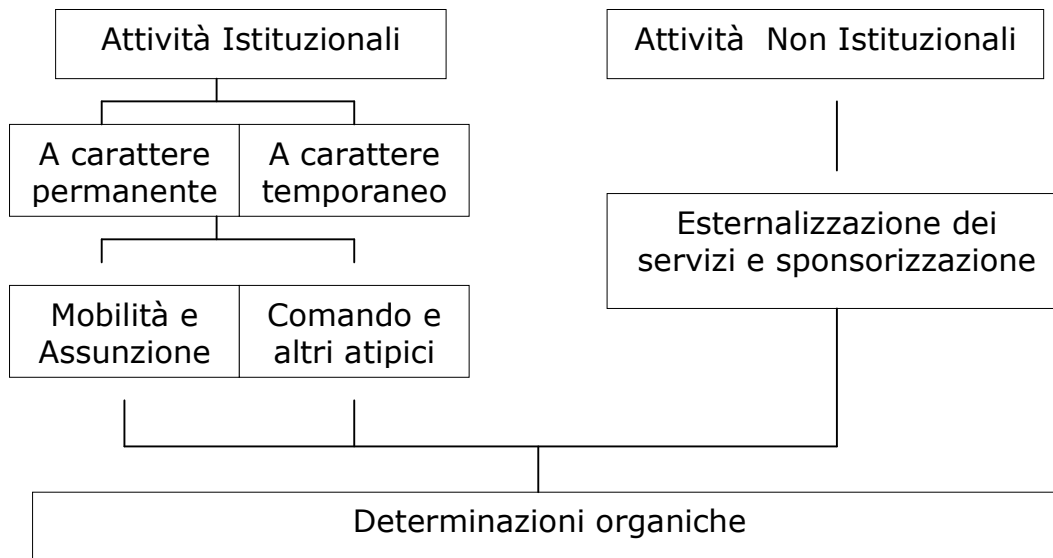 Attività Istituzionali
Attività Non Istituzionali
A carattere
permanente
A carattere
temporaneo
Esternalizzazione dei
servizi e sponsorizzazione
Mobilità e
Assunzione
Comando e
altri atipici
Determinazioni organiche